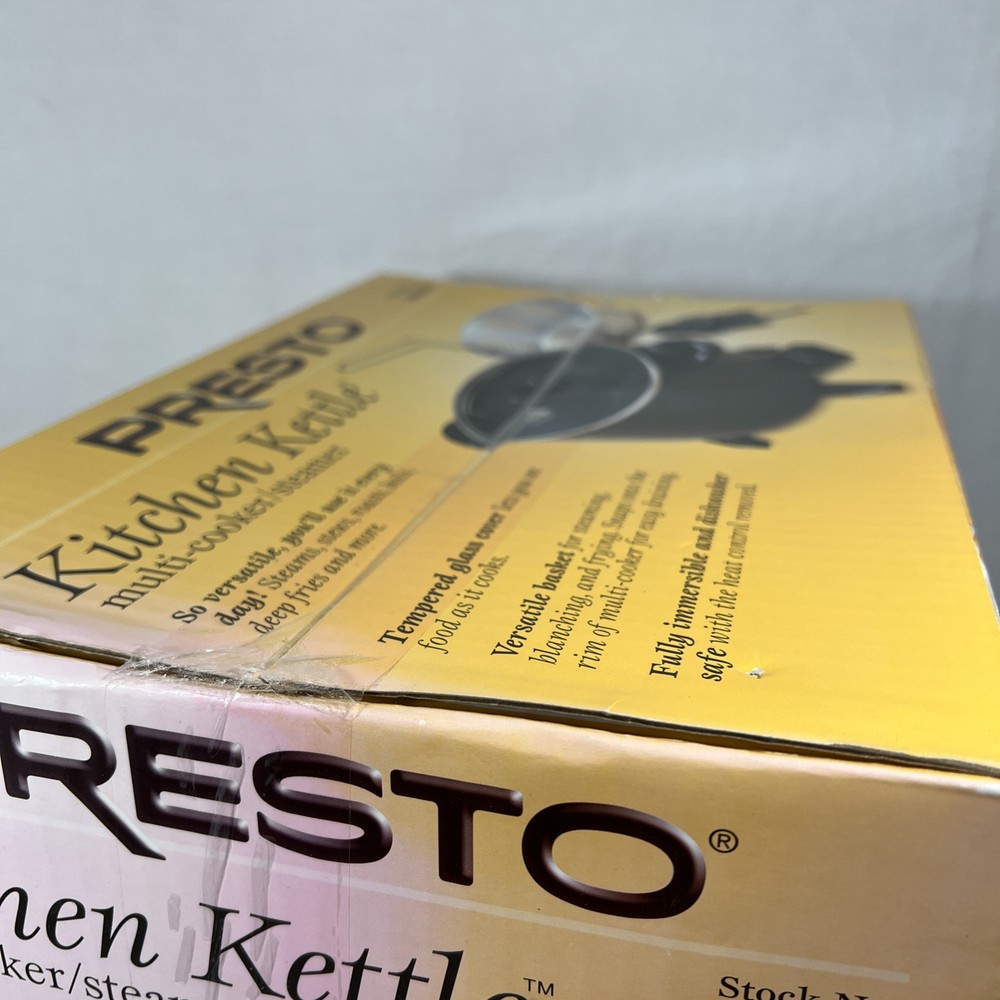 PRESTO
Kitchen Kettle
multi-cooker/steamer
So versatile, you'll use it every
day! Steams, stews, roasts, boils,
deep fries and more
Tempered glass cover lets you see
food as it cooks.
Versatile basket for steaming,
blanching, and frying. Snaps onto the
rim of multi-cooker for easy draining.
Fully immersible and dishwasher
safe with the heat control removed.
RESTO®
hen Kettle™
ker/stear
Stock N